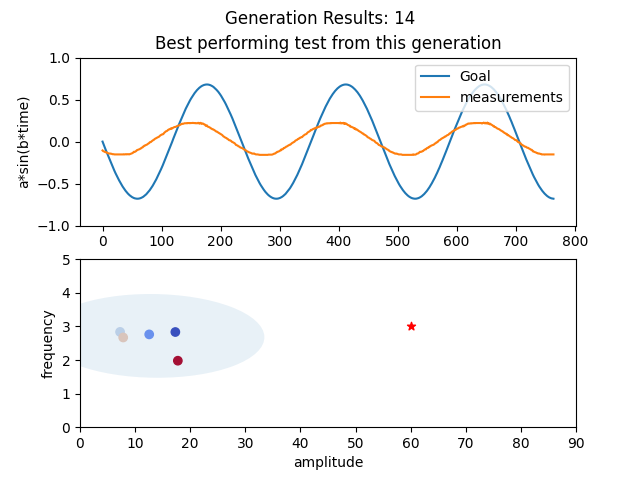 Generation Results: 14
Best performing test from this generation
1.0
0.5
0.0
−0.5
−1.0
a*sin(b*time)
Goal
measurements
0 100 200 300 400 500 600 700 800
5
4
3
2
1
0
frequency
0 10 20 30 40 50 60 70 80 90
amplitude